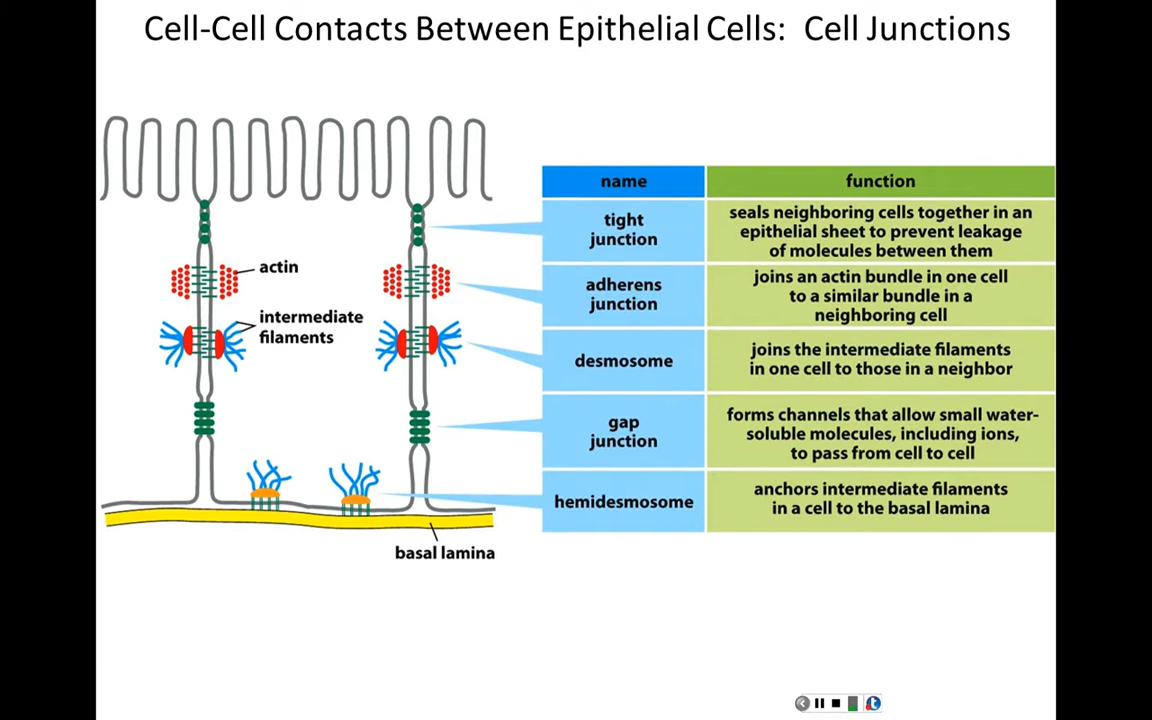 Cell-Cell Contacts Between Epithelial Cells:  Cell Junctions
actin
intermediate
filaments
basal lamina
name
function
tight
junction
seals neighboring cells together in an
epithelial sheet to prevent leakage
of molecules between them
adherens
junction
joins an actin bundle in one cell
to a similar bundle in a
neighboring cell
desmosome
joins the intermediate filaments
in one cell to those in a neighbor
gap
junction
forms channels that allow small water-
soluble molecules, including ions,
to pass from cell to cell
hemidesmosome
anchors intermediate filaments
in a cell to the basal lamina
t